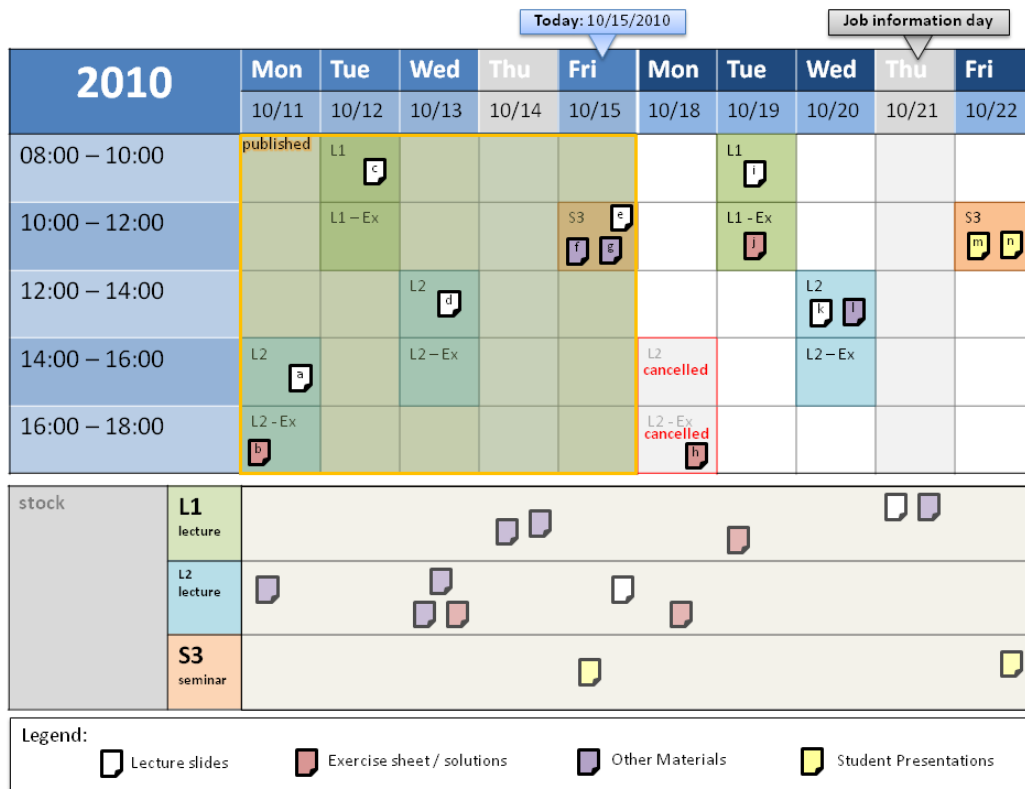 Today: 10/15/2010
Job information day
2010
Mon Tue Wed Thu Fri Mon Tue Wed Thu Fri
10/11 10/12 10/13 10/14 10/15 10/18 10/19 10/20 10/21 10/22
08:00 – 10:00
published
L1
c
L1
i
10:00 – 12:00
L1 – Ex
S3
e
f
g
L1 - Ex
j
S3
m
n
12:00 – 14:00
L2
d
L2
k
l
14:00 – 16:00
L2
a
L2 – Ex
L2
cancelled
L2 – Ex
16:00 – 18:00
L2 - Ex
b
L2 - Ex
cancelled
h
stock
L1
lecture
L2
lecture
S3
seminar
Legend:
Lecture slides
Exercise sheet / solutions
Other Materials
Student Presentations